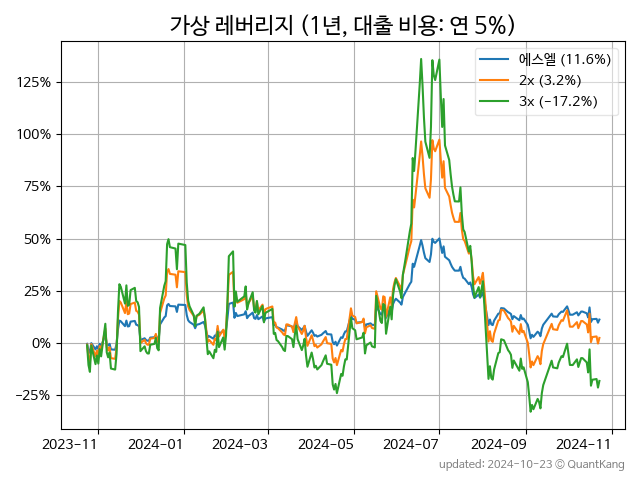 가상 레버리지 (1년, 대출 비용: 연 5%)
에스엘 (11.6%)
2x (3.2%)
3x (−17.2%)
125%
100%
75%
50%
25%
0%
−25%
2023-11 2024-01 2024-03 2024-05 2024-07 2024-09 2024-11
updated: 2024-10-23 © QuantKang